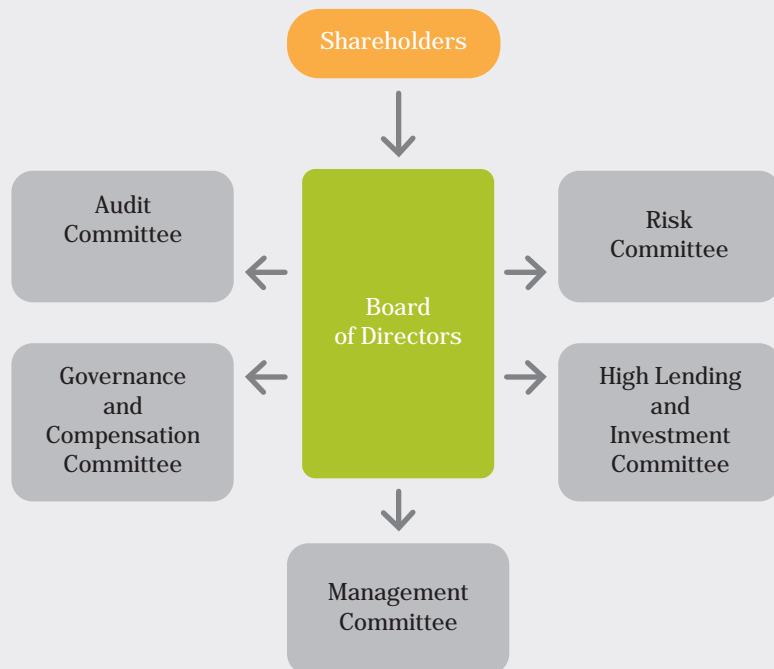 Shareholders
Audit
Committee
Risk
Committee
Board
of Directors
Governance
and
Compensation
Committee
High Lending
and
Investment
Committee
Management
Committee